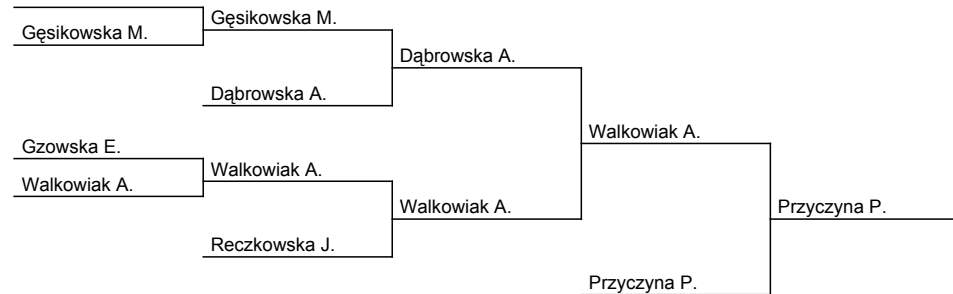 Gęsikowska M.
Gęsikowska M.
Dąbrowska A.
Dąbrowska A.
Walkowiak A.
Gzowska E.
Walkowiak A.
Walkowiak A.
Walkowiak A.
Przyczyna P.
Reczkowska J.
Przyczyna P.